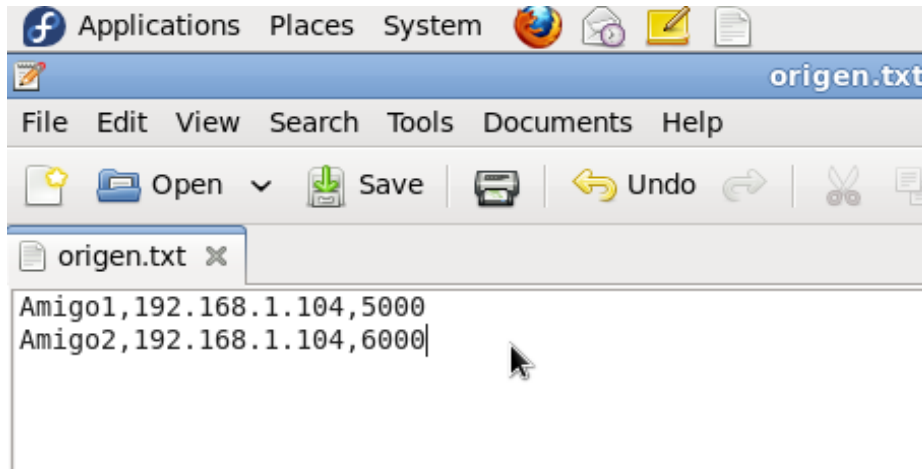 Applications Places System
origen.txt
File Edit View Search Tools Documents Help
Open Save Undo
origen.txt
Amigo1,192.168.1.104,5000
Amigo2,192.168.1.104,6000